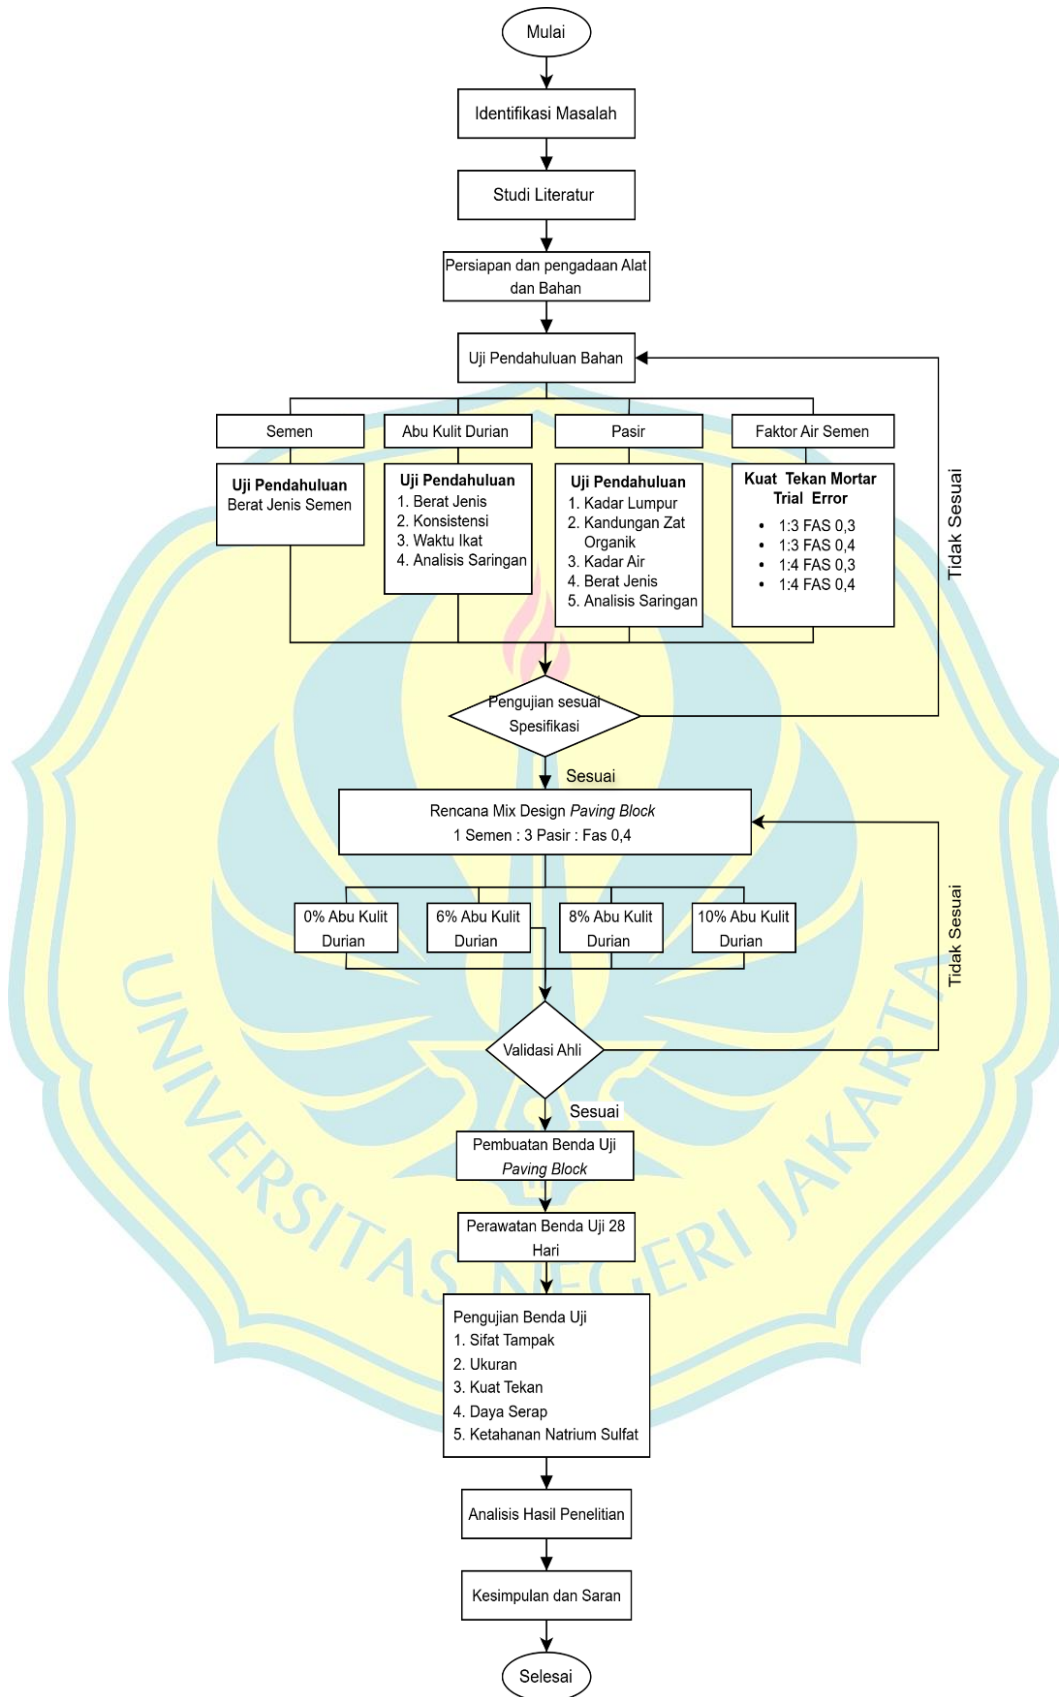 Mulai
Identifikasi Masalah
Studi Literatur
Persiapan dan pengadaan Alat
dan Bahan
Uji Pendahuluan Bahan
Semen
Abu Kulit Durian
Pasir
Faktor Air Semen
Uji Pendahuluan
Berat Jenis Semen
Uji Pendahuluan
1. Berat Jenis
2. Konsistensi
3. Waktu Ikat
4. Analisis Saringan
Uji Pendahuluan
1. Kadar Lumpur
2. Kandungan Zat
Organik
3. Kadar Air
4. Berat Jenis
5. Analisis Saringan
Kuat Tekan Mortar
Trial Error
• 1:3 FAS 0,3
• 1:3 FAS 0,4
• 1:4 FAS 0,3
• 1:4 FAS 0,4
Tidak Sesuai
Pengujian sesuai
Spesifikasi
Sesuai
Rencana Mix Design Paving Block
1 Semen : 3 Pasir : Fas 0,4
0% Abu Kulit
Durian
6% Abu Kulit
Durian
8% Abu Kulit
Durian
10% Abu Kulit
Durian
Tidak Sesuai
Validasi Ahli
Sesuai
Pembuatan Benda Uji
Paving Block
Perawatan Benda Uji 28
Hari
Pengujian Benda Uji
1. Sifat Tampak
2. Ukuran
3. Kuat Tekan
4. Daya Serap
5. Ketahanan Natrium Sulfat
Analisis Hasil Penelitian
Kesimpulan dan Saran
Selesai
UNIVERSITAS NEGERI JAKARTA